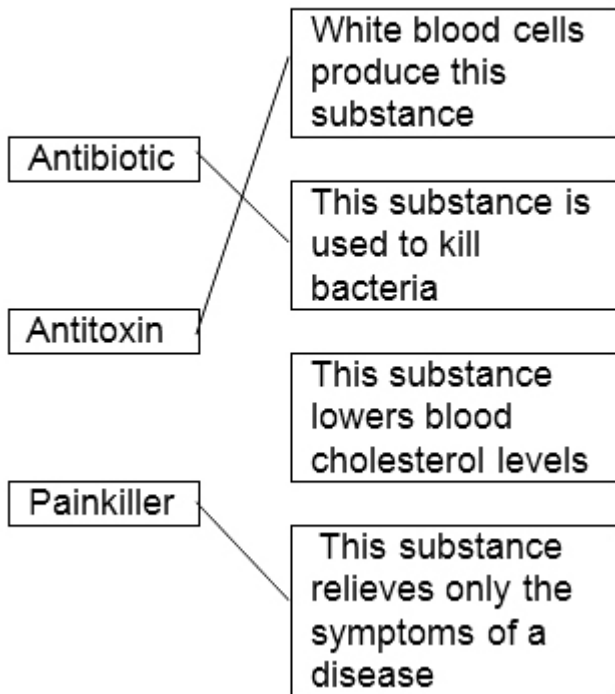 Antibiotic
Antitoxin
Painkiller
White blood cells
produce this
substance
This substance is
used to kill
bacteria
This substance
lowers blood
cholesterol levels
This substance
relieves only the
symptoms of a
disease